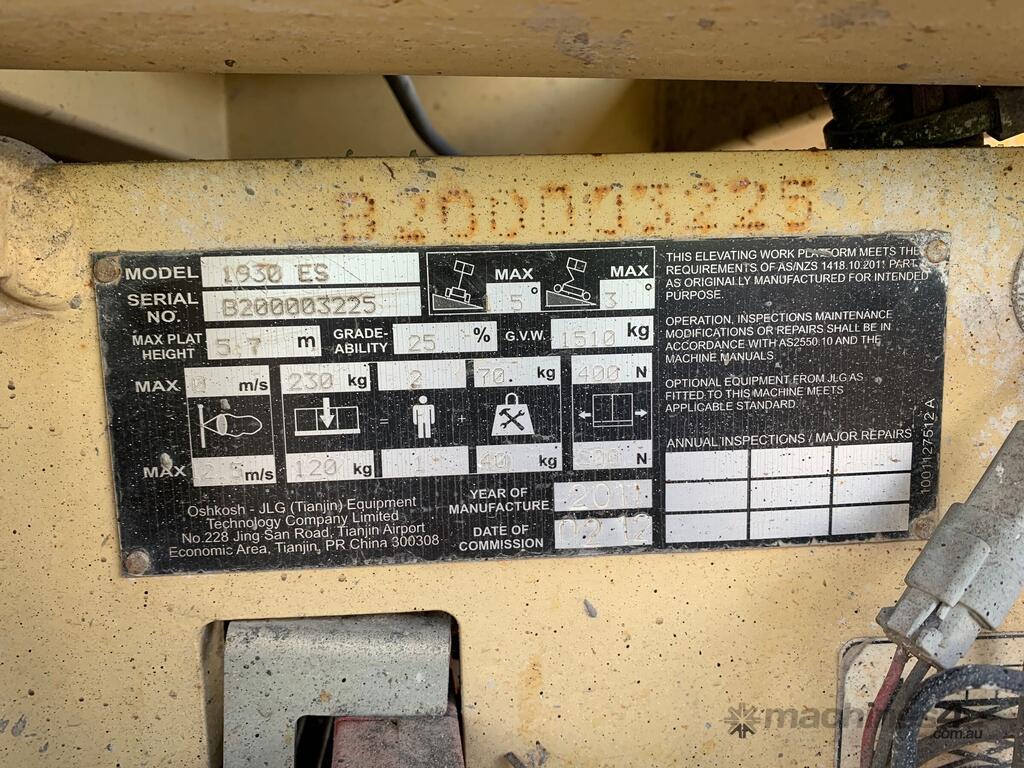 B200003225
MODEL 1930 ES
SERIAL NO. B200003225
MAX PLAT HEIGHT 5.7 m
GRADE-ABILITY 25 %
G.V.W. 1510 kg
MAX 5°
MAX 3°
MAX 0 m/s 230 kg 2 70. kg 400 N
= +
MAX 12.5 m/s 120 kg 1 40 kg N
Oshkosh - JLG (Tianjin) Equipment
Technology Company Limited
No.228 Jing San Road, Tianjin Airport
Economic Area, Tianjin, PR China 300308
YEAR OF MANUFACTURE 2011
DATE OF COMMISSION 02 12
THIS ELEVATING WORK PLATFORM MEETS THE
REQUIREMENTS OF AS/NZS 1418.10.2011 PART
AS ORIGINALLY MANUFACTURED FOR INTENDED
PURPOSE.
OPERATION, INSPECTIONS MAINTENANCE
MODIFICATIONS OR REPAIRS SHALL BE IN
ACCORDANCE WITH AS2550.10 AND THE
MACHINE MANUALS.
OPTIONAL EQUIPMENT FROM JLG AS
FITTED TO THIS MACHINE MEETS
APPLICABLE STANDARD.
ANNUAL INSPECTIONS / MAJOR REPAIRS
1001127512 A
machines4u
.com.au